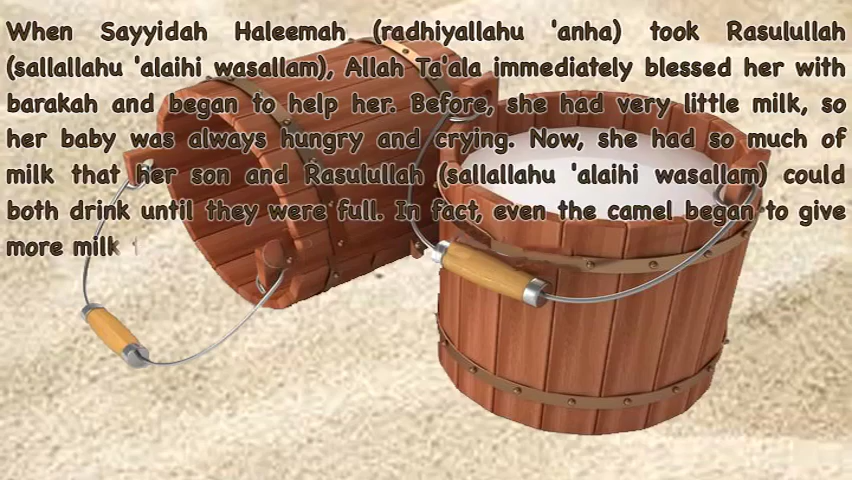 When Sayyidah Haleemah (radhiyallahu 'anha) took Rasulullah
(sallallahu 'alaihi wasallam), Allah Ta'ala immediately blessed her with
barakah and began to help her. Before, she had very little milk, so
her baby was always hungry and crying. Now, she had so much of
milk that her son and Rasulullah (sallallahu 'alaihi wasallam) could
both drink until they were full. In fact, even the camel began to give
more milk